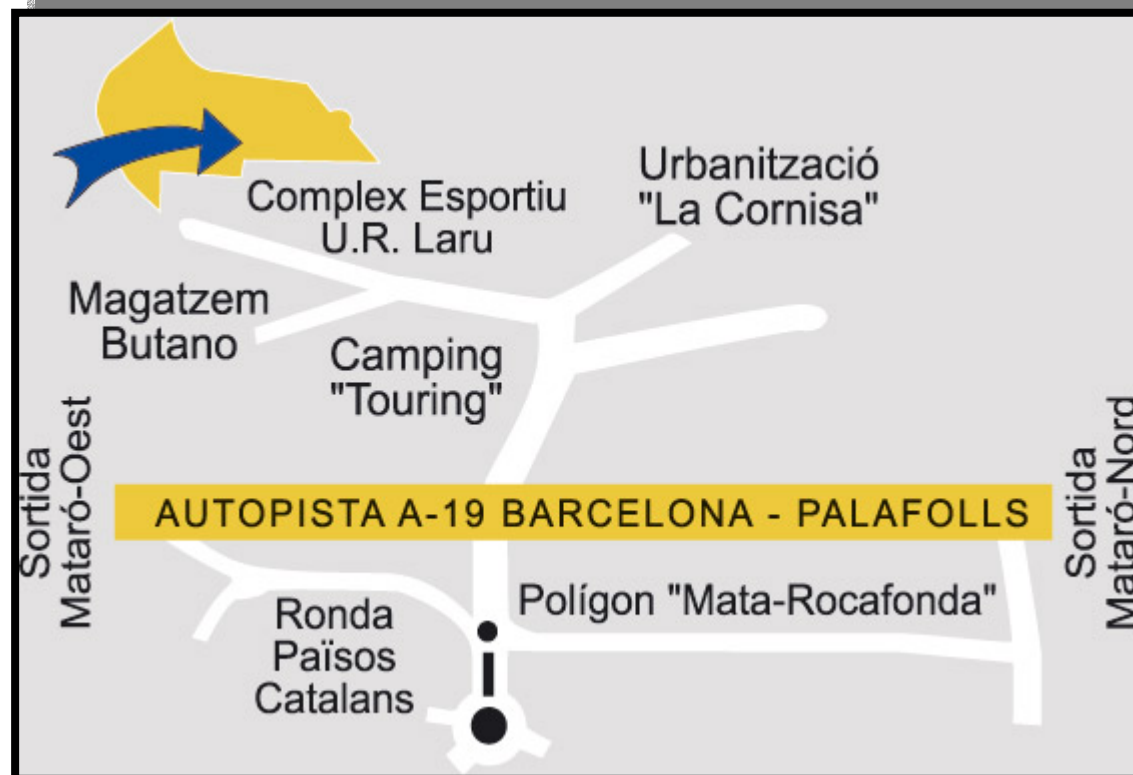 Complex Esportiu
U.R. Laru
Urbanització
"La Cornisa"
Magatzem
Butano
Camping
"Touring"
Sortida
Mataró-Oest
AUTOPISTA A-19 BARCELONA - PALAFOLLS
Sortida
Mataró-Nord
Polígon "Mata-Rocafonda"
Ronda
Països
Catalans